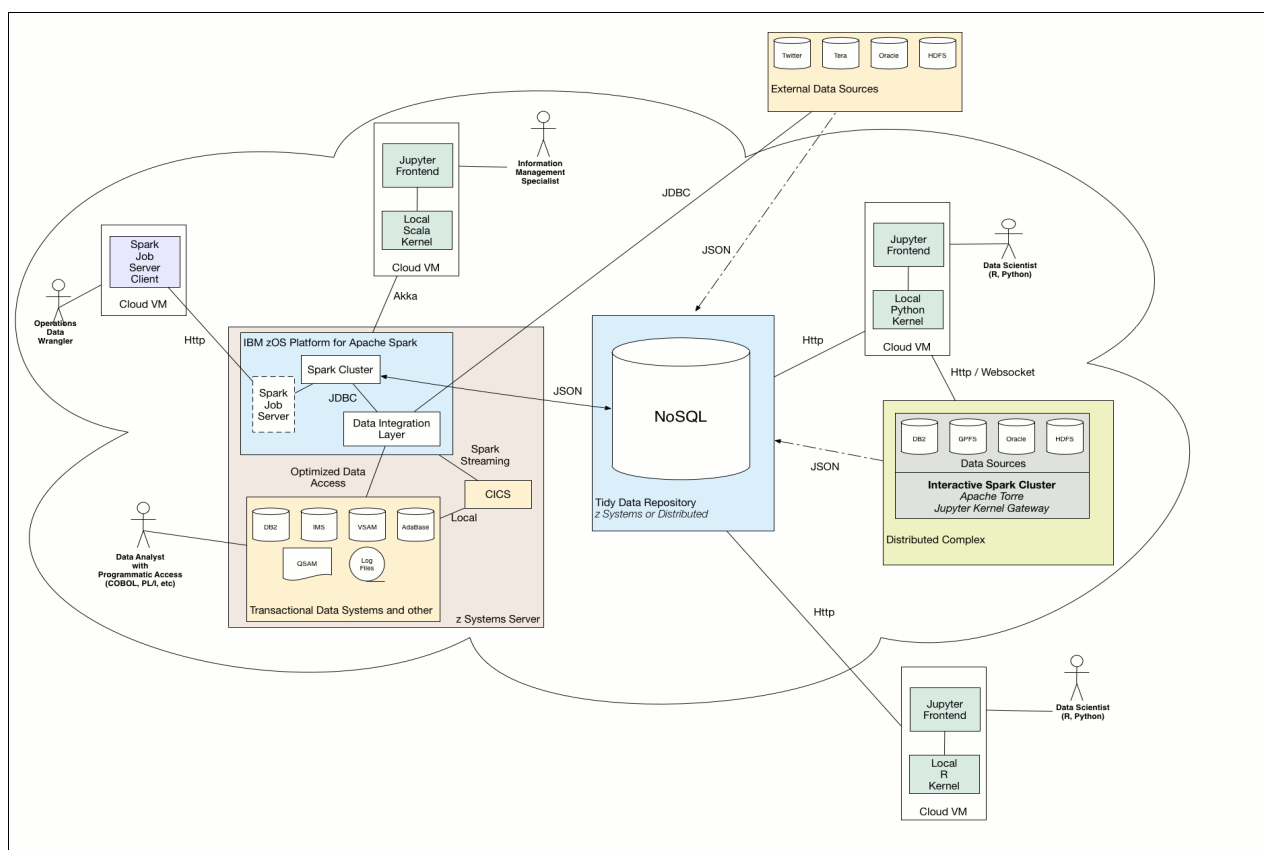 Twitter
Tera
Oracle
HDFS
External Data Sources
Jupyter
Frontend
Local
Scala
Kernel
Cloud VM
Information
Management
Specialist
JDBC
JSON
Spark
Job
Server
Client
Cloud VM
Operations
Data
Wrangler
Http
Akka
Jupyter
Frontend
Local
Python
Kernel
Cloud VM
Data Scientist
(R, Python)
Http
Http / Websocket
IBM zOS Platform for Apache Spark
Spark Cluster
Spark
Job
Server
JDBC
Data Integration
Layer
JSON
Spark
Streaming
Optimized Data
Access
CICS
Local
DB2
IMS
VSAM
AdaBase
QSAM
Log
Files
Transactional Data Systems and other
z Systems Server
Data Analyst
with
Programmatic Access
(COBOL, PL/I, etc)
NoSQL
Tidy Data Repository
z Systems or Distributed
JSON
DB2
GPFS
Oracle
HDFS
Data Sources
Interactive Spark Cluster
Apache Torre
Jupyter Kernel Gateway
Distributed Complex
Http
Jupyter
Frontend
Local
R
Kernel
Cloud VM
Data Scientist
(R, Python)